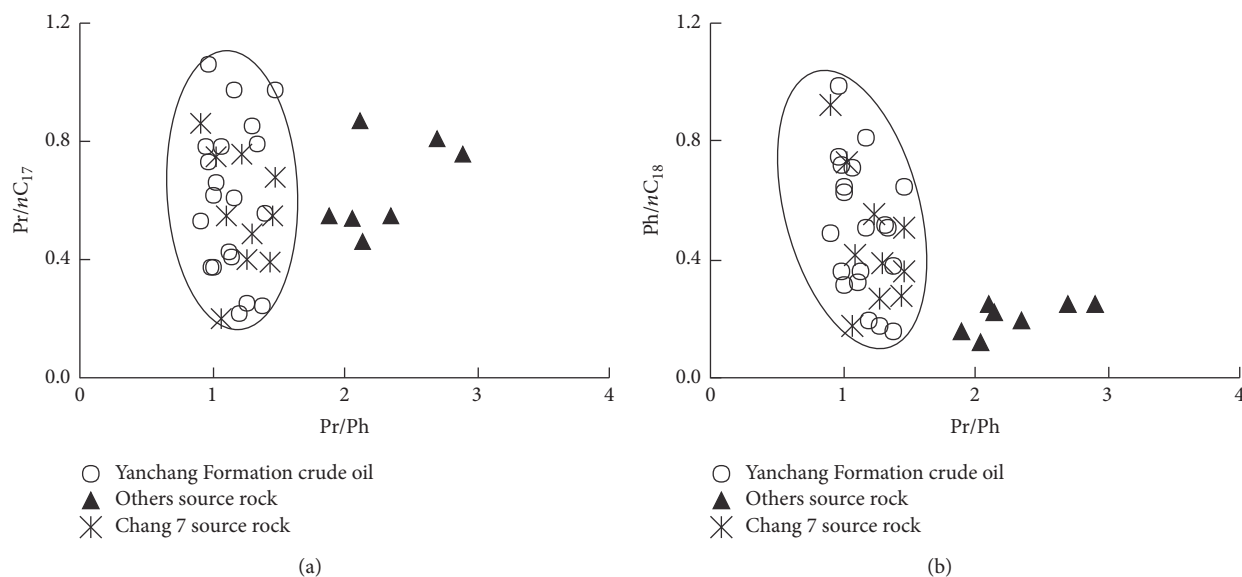 1.2
0.8
0.4
0.0
Pr/nC₁₇
0
1
2
3
4
Pr/Ph
Yanchang Formation crude oil
Others source rock
Chang 7 source rock
(a)
1.2
0.8
0.4
0.0
Ph/nC₁₈
0
1
2
3
4
Pr/Ph
Yanchang Formation crude oil
Others source rock
Chang 7 source rock
(b)